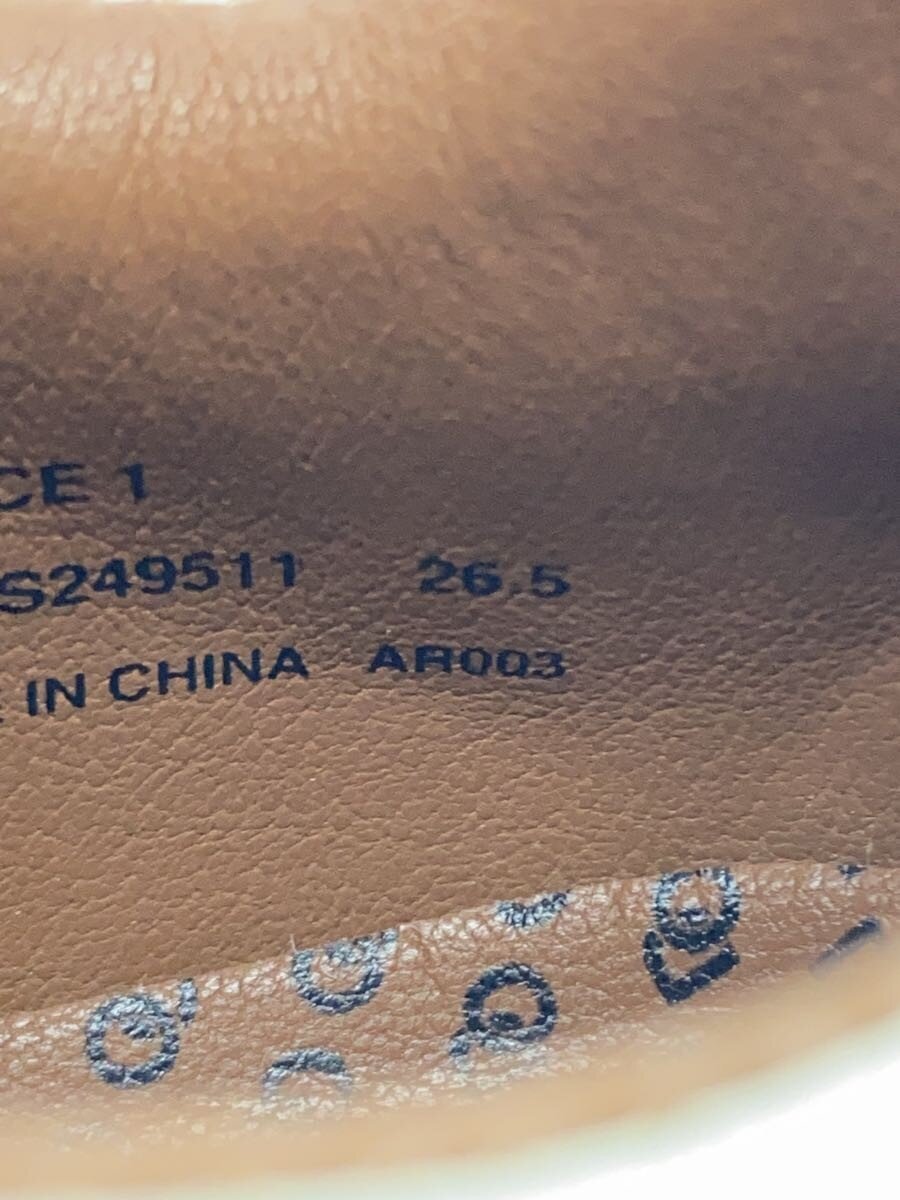 CE 1
S249511 26.5
IN CHINA AR003